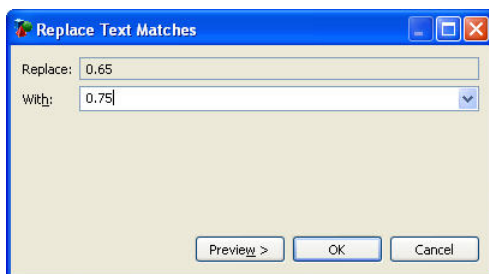 Replace Text Matches
Replace: 0.65
With: 0.75
Preview > OK Cancel